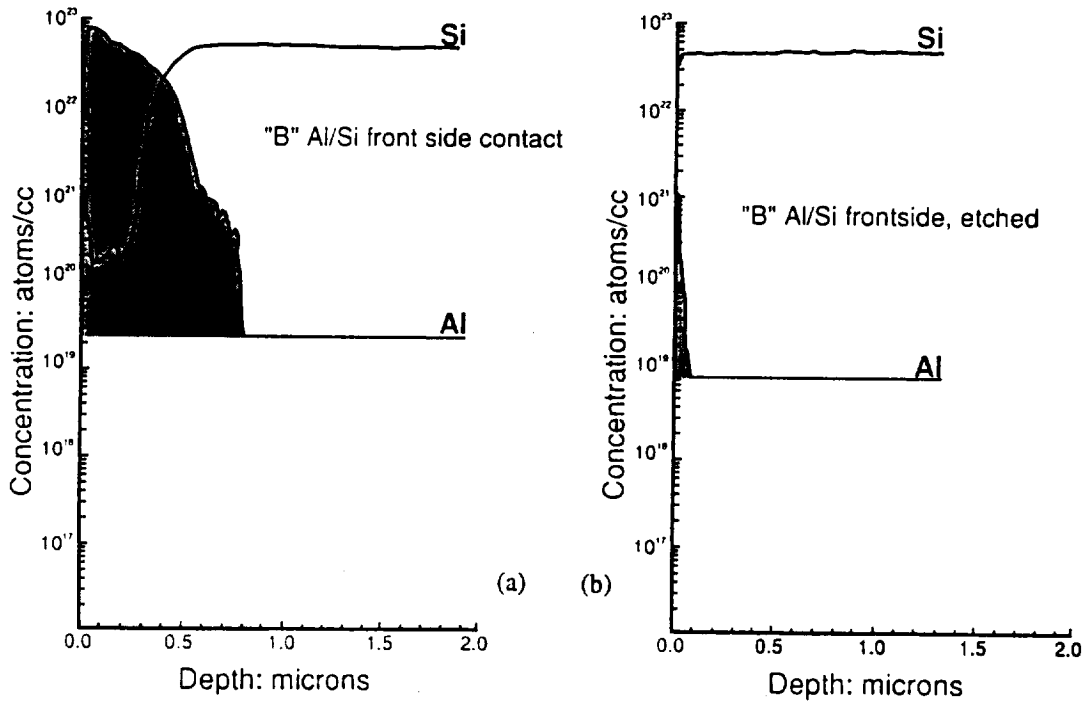 Concentration: atoms/cc
10²³
10²²
10²¹
10²⁰
10¹⁹
10¹⁸
10¹⁷
Si
"B" Al/Si front side contact
Al
(a)
0.0
0.5
1.0
1.5
2.0
Depth: microns
Concentration: atoms/cc
10²³
10²²
10²¹
10²⁰
10¹⁹
10¹⁸
10¹⁷
Si
"B" Al/Si frontside, etched
Al
(b)
0.0
0.5
1.0
1.5
2.0
Depth: microns